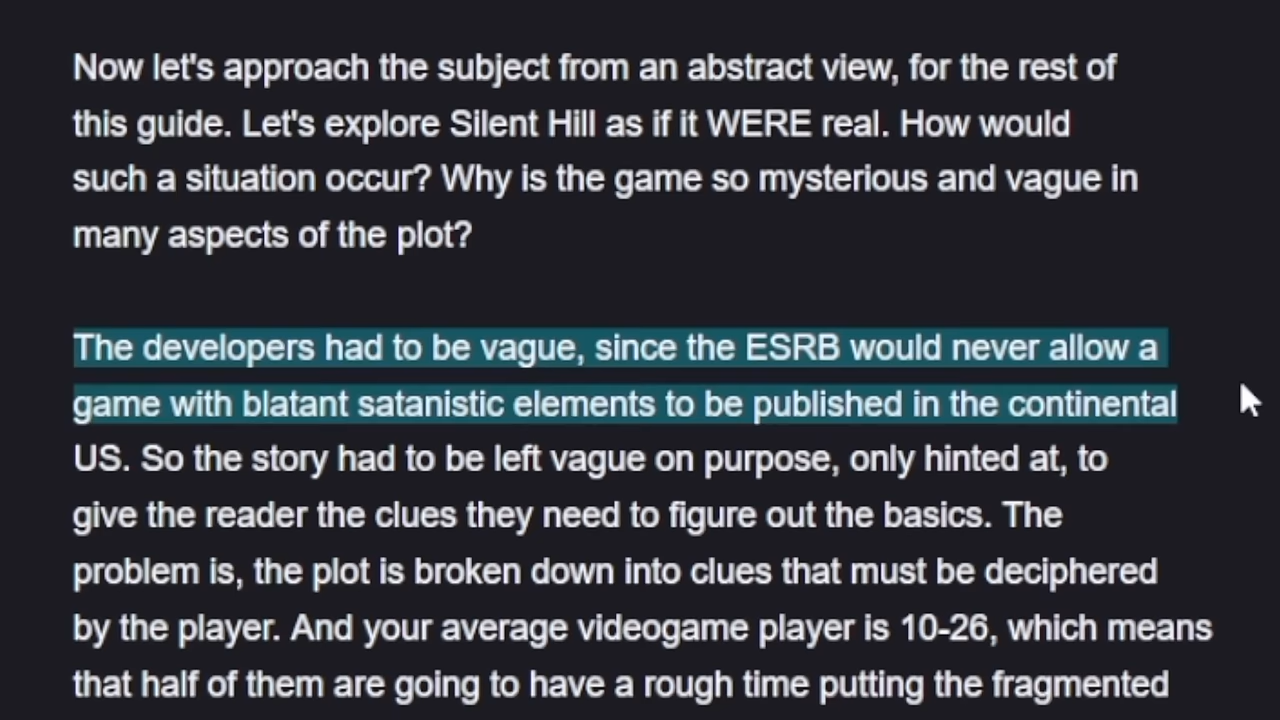 Now let's approach the subject from an abstract view, for the rest of
this guide. Let's explore Silent Hill as if it WERE real. How would
such a situation occur? Why is the game so mysterious and vague in
many aspects of the plot?
The developers had to be vague, since the ESRB would never allow a
game with blatant satanistic elements to be published in the continental
US. So the story had to be left vague on purpose, only hinted at, to
give the reader the clues they need to figure out the basics. The
problem is, the plot is broken down into clues that must be deciphered
by the player. And your average videogame player is 10-26, which means
that half of them are going to have a rough time putting the fragmented